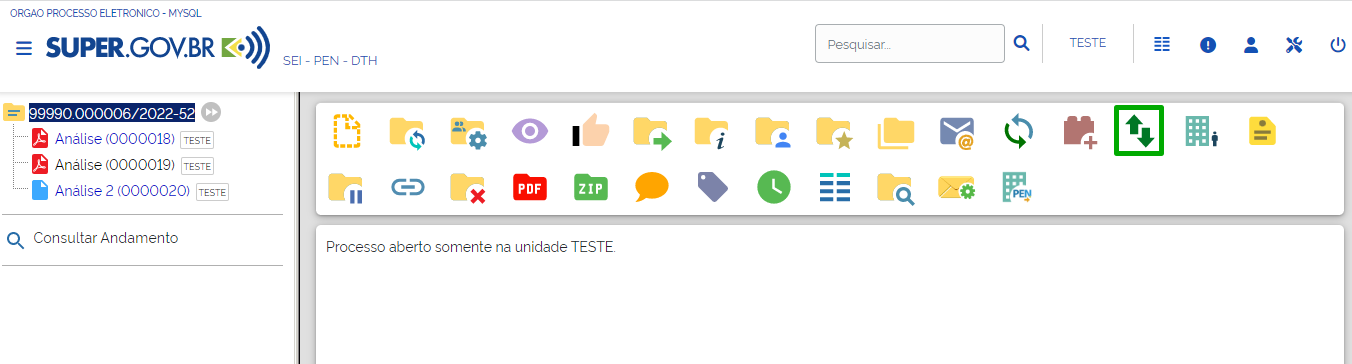 ORGAO PROCESSO ELETRONICO - MYSQL
SUPER.GOV.BR
SEI - PEN - DTH
Pesquisar...
TESTE
99990.000006/2022-52
Análise (0000018) TESTE
Análise (0000019) TESTE
Análise 2 (0000020) TESTE
Consultar Andamento
PDF
ZIP
PEN
Processo aberto somente na unidade TESTE.